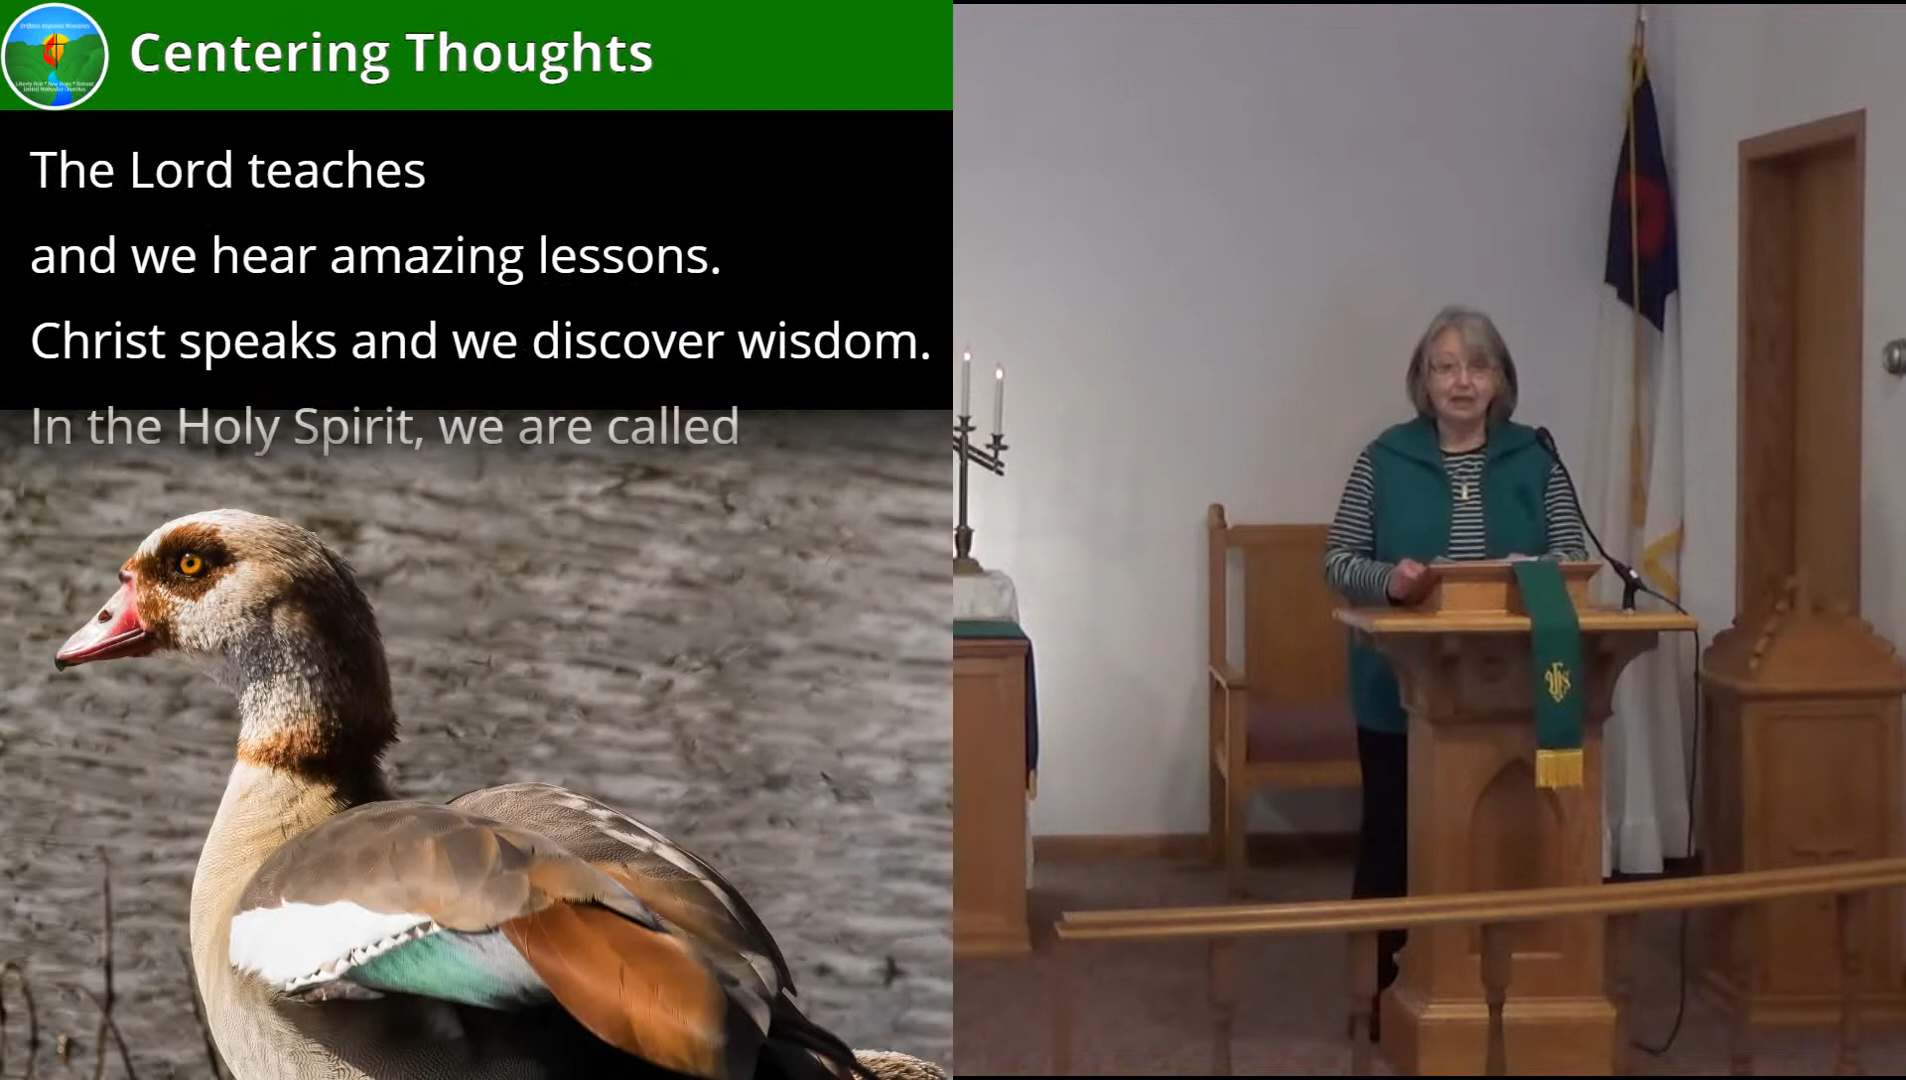 Centering Thoughts
The Lord teaches
and we hear amazing lessons.
Christ speaks and we discover wisdom.
In the Holy Spirit, we are called